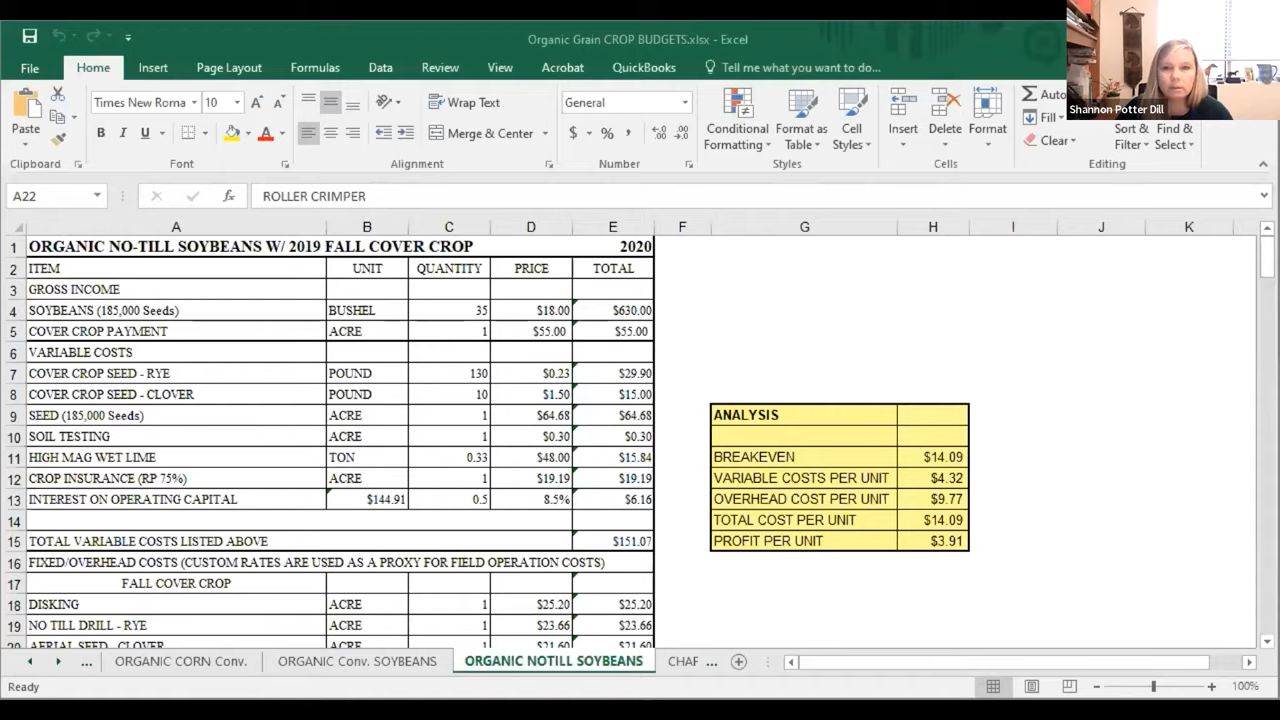 Organic Grain CROP BUDGETS.xlsx - Excel
File Home Insert Page Layout Formulas Data Review View Acrobat QuickBooks Tell me what you want to do...
Shannon Potter Dill
Paste
Clipboard
Times New Roma 10
B I U
Font
Wrap Text
Merge & Center
Alignment
General
$ % ,
Number
Conditional Formatting
Format as Table
Cell Styles
Styles
Insert Delete Format
Cells
Auto
Fill
Clear
Sort & Filter
Find & Select
Editing
A22 fx ROLLER CRIMPER
A B C D E F G H I J K
1 ORGANIC NO-TILL SOYBEANS W/ 2019 FALL COVER CROP 2020
2 ITEM UNIT QUANTITY PRICE TOTAL
3 GROSS INCOME
4 SOYBEANS (185,000 Seeds) BUSHEL 35 $18.00 $630.00
5 COVER CROP PAYMENT ACRE 1 $55.00 $55.00
6 VARIABLE COSTS
7 COVER CROP SEED - RYE POUND 130 $0.23 $29.90
8 COVER CROP SEED - CLOVER POUND 10 $1.50 $15.00
9 SEED (185,000 Seeds) ACRE 1 $64.68 $64.68 ANALYSIS
10 SOIL TESTING ACRE 1 $0.30 $0.30
11 HIGH MAG WET LIME TON 0.33 $48.00 $15.84 BREAKEVEN $14.09
12 CROP INSURANCE (RP 75%) ACRE 1 $19.19 $19.19 VARIABLE COSTS PER UNIT $4.32
13 INTEREST ON OPERATING CAPITAL $144.91 0.5 8.5% $6.16 OVERHEAD COST PER UNIT $9.77
14 TOTAL COST PER UNIT $14.09
15 TOTAL VARIABLE COSTS LISTED ABOVE $151.07 PROFIT PER UNIT $3.91
16 FIXED/OVERHEAD COSTS (CUSTOM RATES ARE USED AS A PROXY FOR FIELD OPERATION COSTS)
17 FALL COVER CROP
18 DISKING ACRE 1 $25.20 $25.20
19 NO TILL DRILL - RYE ACRE 1 $23.66 $23.66
20 AERIAL SEED - CLOVER ACRE 1 $21.60 $21.60
... ORGANIC CORN Conv. ORGANIC Conv. SOYBEANS ORGANIC NOTILL SOYBEANS CHAF ...
Ready 100%